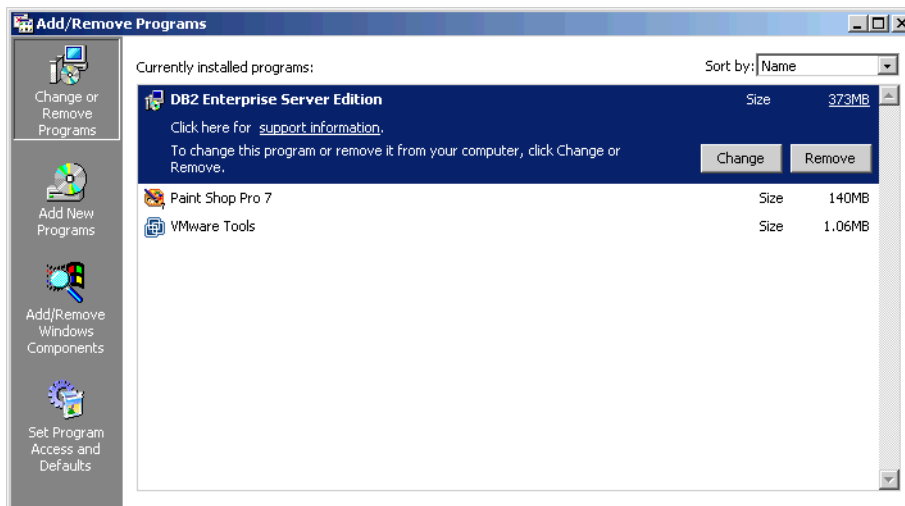 Add/Remove Programs
Change or
Remove
Programs
Add New
Programs
Add/Remove
Windows
Components
Set Program
Access and
Defaults
Currently installed programs:
Sort by: Name
DB2 Enterprise Server Edition Size 373MB
Click here for support information.
To change this program or remove it from your computer, click Change or
Remove.
Change Remove
Paint Shop Pro 7 Size 140MB
VMware Tools Size 1.06MB